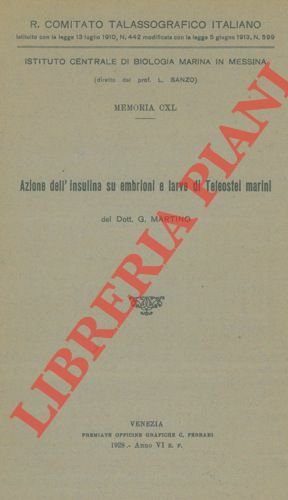 R. COMITATO TALASSOGRAFICO ITALIANO
Istituito con la legge 13 luglio 1910, N. 442 modificata con la legge 5 giugno 1913, N. 599
ISTITUTO CENTRALE DI BIOLOGIA MARINA IN MESSINA
(diretto dal prof. L. SANZO)
MEMORIA CXL
Azione dell'insulina su embrioni e larve di Teleostei marini
del Dott. G. MARTINO
LIBRERIA PIANI
VENEZIA
PREMIATE OFFICINE GRAFICHE C. FERRARI
1928 - Anno VI E. F.